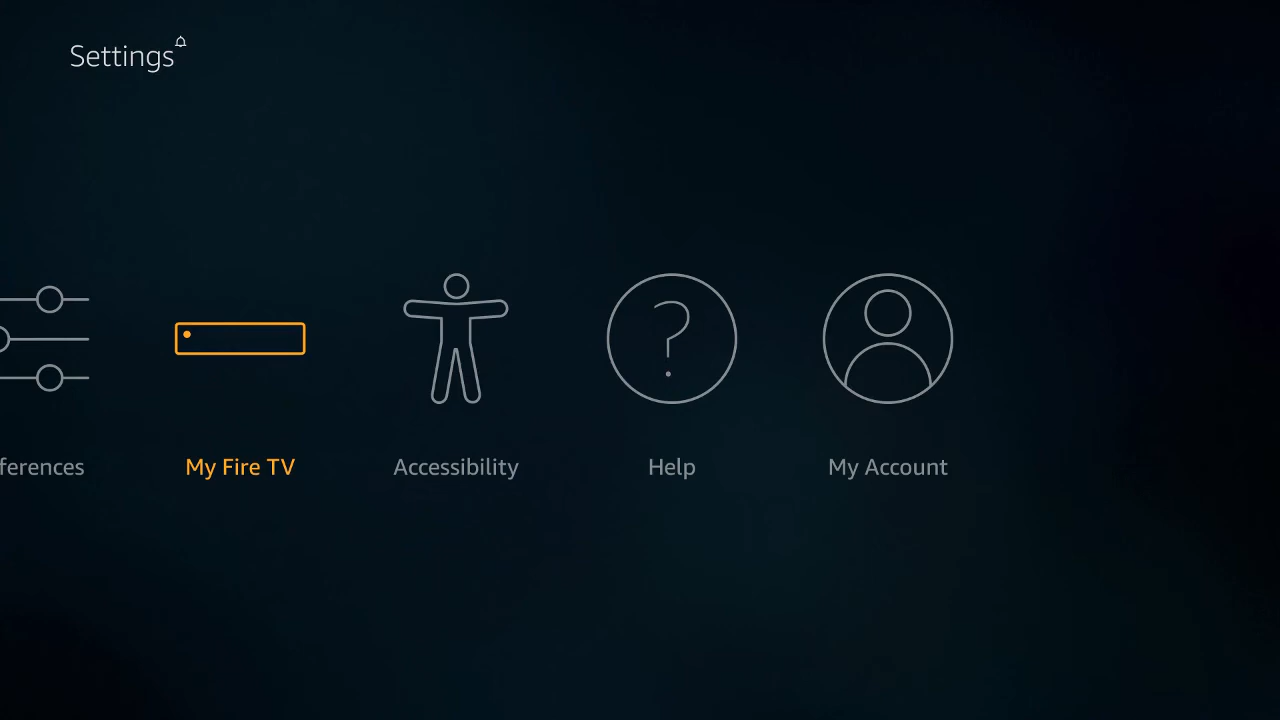 Settings
ferences
My Fire TV
Accessibility
Help
My Account